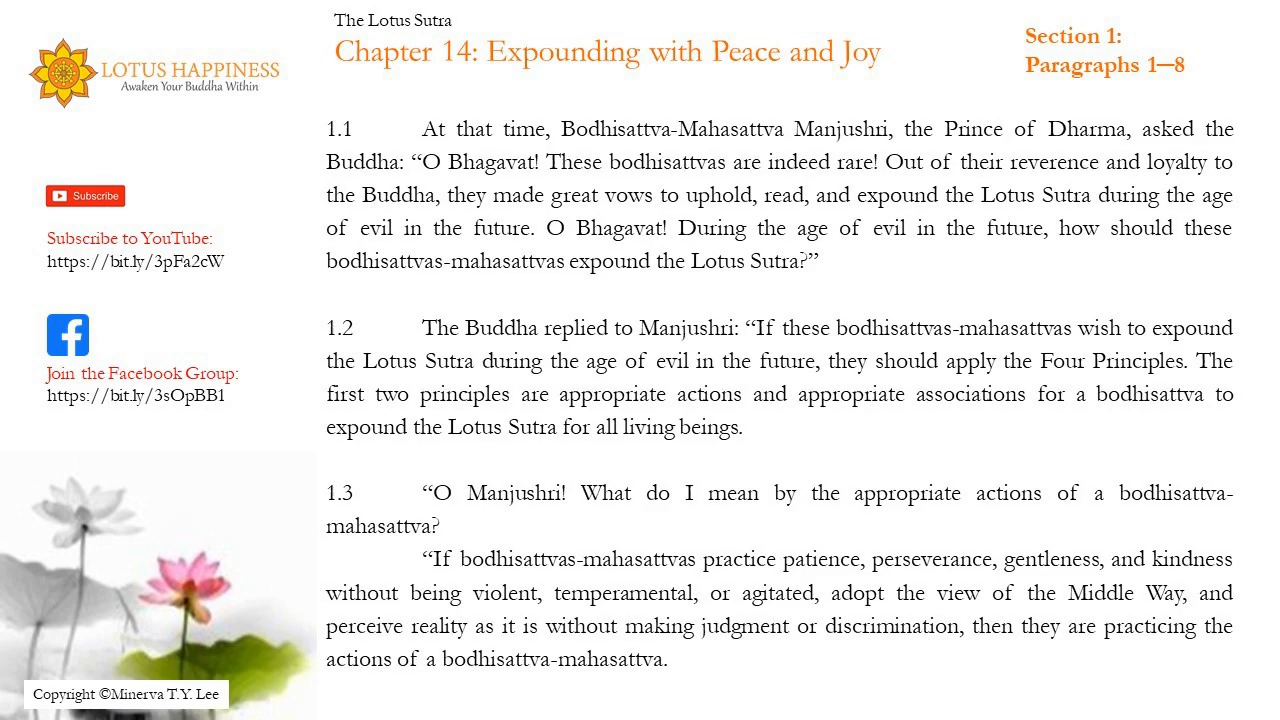 The Lotus Sutra
Chapter 14: Expounding with Peace and Joy
Section 1:
Paragraphs 1—8
LOTUS HAPPINESS
Awaken Your Buddha Within
Subscribe
Subscribe to YouTube:
https://bit.ly/3pFa2cW
Join the Facebook Group:
https://bit.ly/3sOpBB1
1.1 At that time, Bodhisattva-Mahasattva Manjushri, the Prince of Dharma, asked the
Buddha: “O Bhagavat! These bodhisattvas are indeed rare! Out of their reverence and loyalty to
the Buddha, they made great vows to uphold, read, and expound the Lotus Sutra during the age
of evil in the future. O Bhagavat! During the age of evil in the future, how should these
bodhisattvas-mahasattvas expound the Lotus Sutra?”
1.2 The Buddha replied to Manjushri: “If these bodhisattvas-mahasattvas wish to expound
the Lotus Sutra during the age of evil in the future, they should apply the Four Principles. The
first two principles are appropriate actions and appropriate associations for a bodhisattva to
expound the Lotus Sutra for all living beings.
1.3 “O Manjushri! What do I mean by the appropriate actions of a bodhisattva-
mahasattva?
“If bodhisattvas-mahasattvas practice patience, perseverance, gentleness, and kindness
without being violent, temperamental, or agitated, adopt the view of the Middle Way, and
perceive reality as it is without making judgment or discrimination, then they are practicing the
actions of a bodhisattva-mahasattva.
Copyright ©Minerva T.Y. Lee